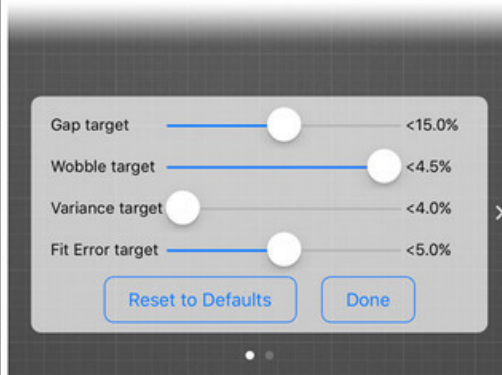 Gap target <15.0%
Wobble target <4.5%
Variance target <4.0%
Fit Error target <5.0%
Reset to Defaults Done